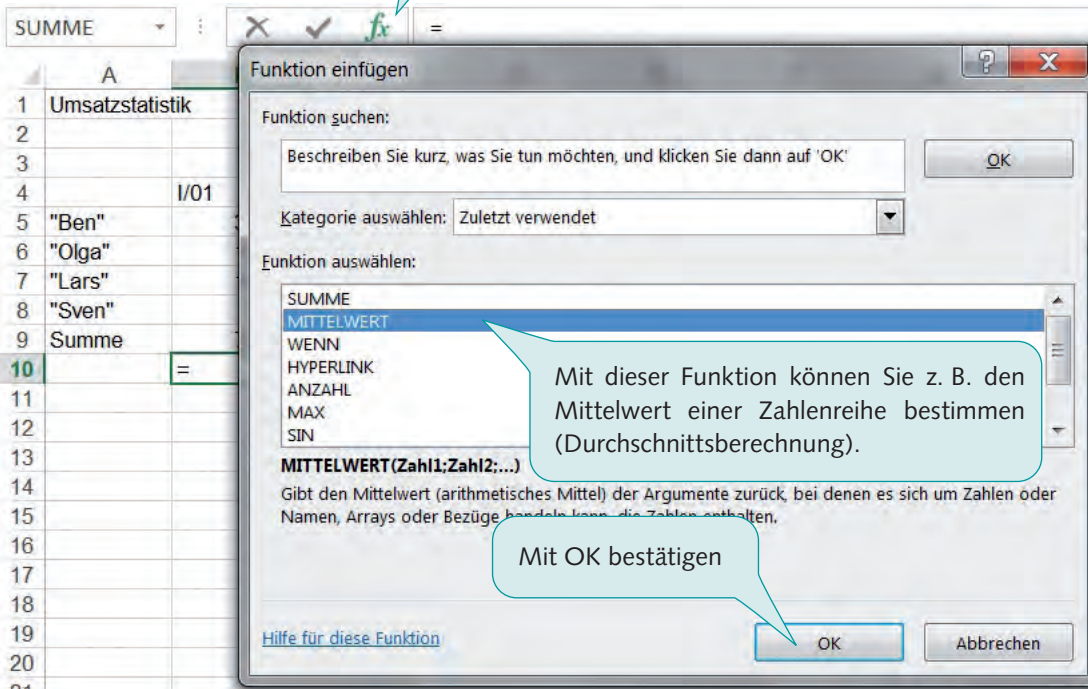 SUMME fx =
A
1 Umsatzstatistik
2
3
4 I/01
5 "Ben"
6 "Olga"
7 "Lars"
8 "Sven"
9 Summe
10 =
11
12
13
14
15
16
17
18
19
20
Funktion einfügen
Funktion suchen:
Beschreiben Sie kurz, was Sie tun möchten, und klicken Sie dann auf 'OK'
OK
Kategorie auswählen: Zuletzt verwendet
Funktion auswählen:
SUMME
MITTELWERT
WENN
HYPERLINK
ANZAHL
MAX
SIN
Mit dieser Funktion können Sie z. B. den
Mittelwert einer Zahlenreihe bestimmen
(Durchschnittsberechnung).
MITTELWERT(Zahl1;Zahl2;...)
Gibt den Mittelwert (arithmetisches Mittel) der Argumente zurück, bei denen es sich um Zahlen oder
Namen, Arrays oder Bezüge handeln kann, die Zahlen enthalten.
Mit OK bestätigen
Hilfe für diese Funktion
OK Abbrechen